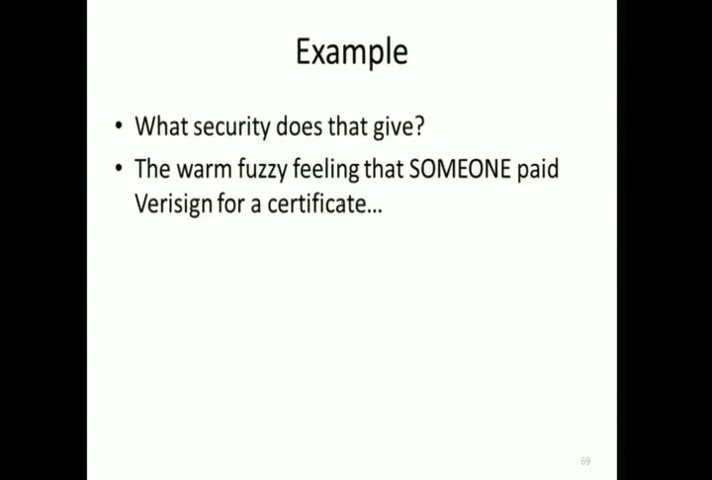 Example
• What security does that give?
• The warm fuzzy feeling that SOMEONE paid
Verisign for a certificate...
69